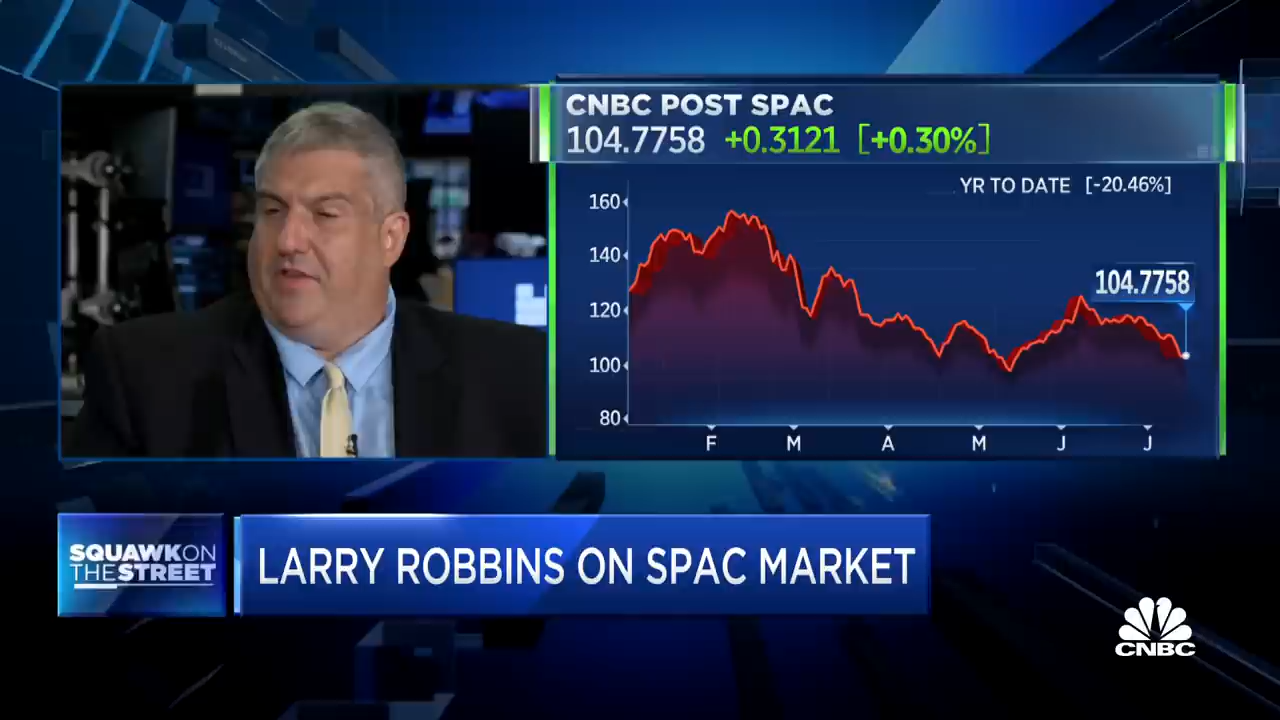 CNBC POST SPAC
104.7758 +0.3121 [+0.30%]
YR TO DATE [-20.46%]
160
140
120
100
80
104.7758
F M A M J J
SQUAWK ON
THE STREET
LARRY ROBBINS ON SPAC MARKET
CNBC